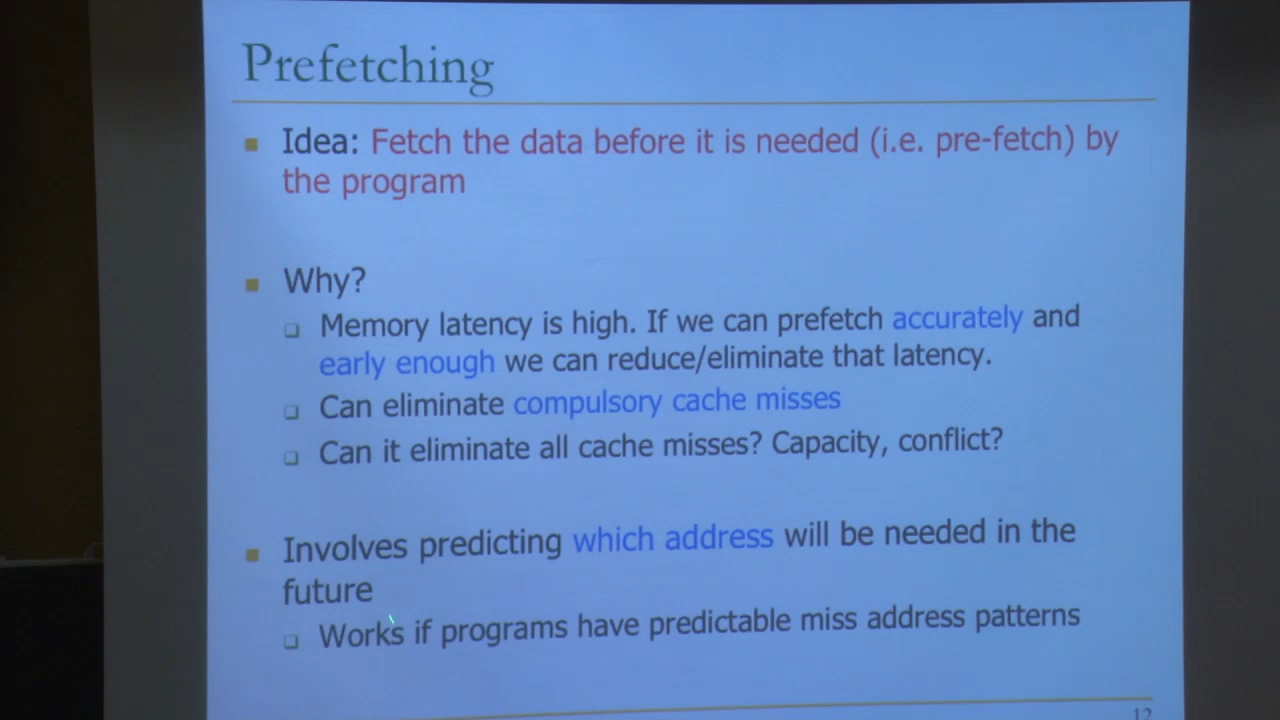 Prefetching
Idea: Fetch the data before it is needed (i.e. pre-fetch) by
the program
Why?
Memory latency is high. If we can prefetch accurately and
early enough we can reduce/eliminate that latency.
Can eliminate compulsory cache misses
Can it eliminate all cache misses? Capacity, conflict?
Involves predicting which address will be needed in the
future
Works if programs have predictable miss address patterns
12